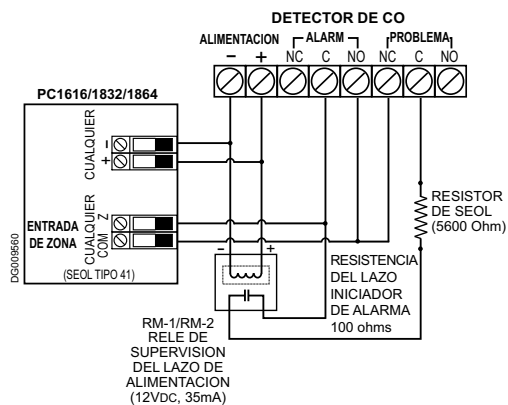 DETECTOR DE CO
ALIMENTACION
ALARM
PROBLEMA
− + NC C NO NC C NO
PC1616/1832/1864
CUALQUIER
− +
ENTRADA
DE ZONA
CUALQUIER
COM Z
(SEOL TIPO 41)
DG009560
− +
RESISTOR
DE SEOL
(5600 Ohm)
RESISTENCIA
DEL LAZO
INICIADOR
DE ALARMA
100 ohms
RM-1/RM-2
RELE DE
SUPERVISION
DEL LAZO DE
ALIMENTACION
(12VDC, 35mA)